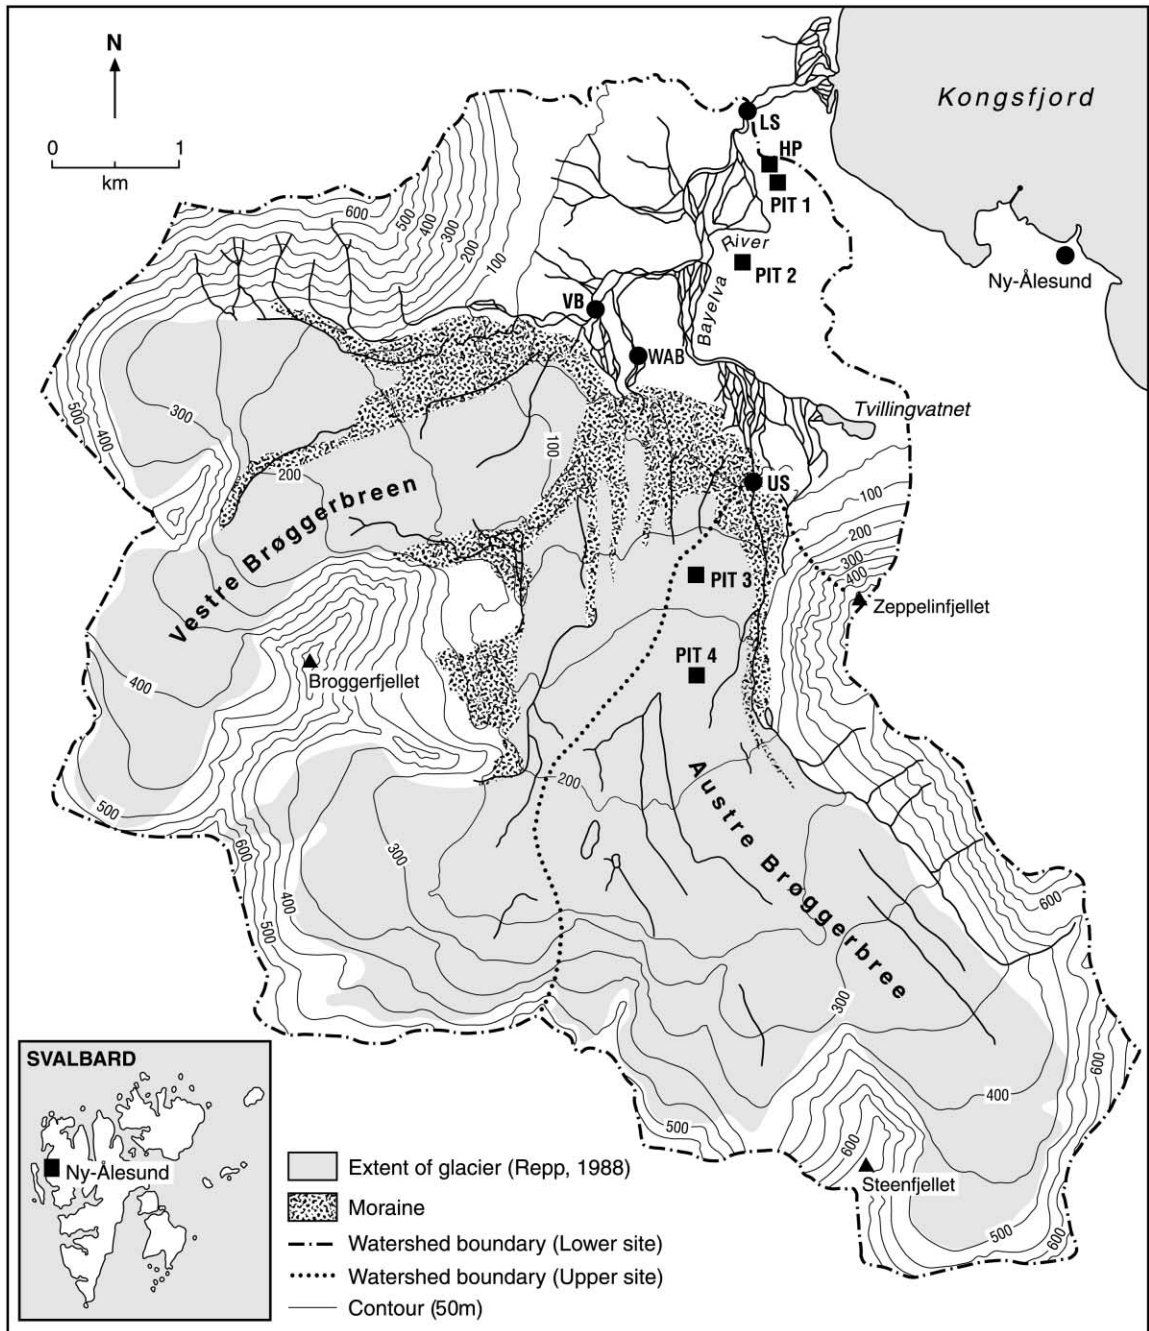 N
0
1
km
Kongsfjord
LS
HP
PIT 1
River
PIT 2
Bayelva
Ny-Ålesund
VB
WAB
Tvillingvatnet
US
600
500
400
300
200
100
300
500
400
200
100
100
200
300
400
Vestre Brøggerbreen
PIT 3
Zeppelinfjellet
PIT 4
Broggerfjellet
400
200
Austre Brøggerbree
500
600
300
400
500
600
300
400
600
500
600
500
600
Steenfjellet
SVALBARD
Ny-Ålesund
Extent of glacier (Repp, 1988)
Moraine
Watershed boundary (Lower site)
Watershed boundary (Upper site)
Contour (50m)